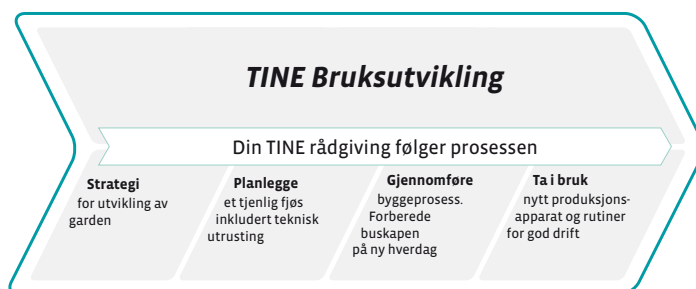 TINE Bruksutvikling
Din TINE rådgiving følger prosessen
Strategi
for utvikling av
garden
Planlegge
et tjenlig fjøs
inkludert teknisk
utrusting
Gjennomføre
byggeprosess.
Forberede
buskapen
på ny hverdag
Ta i bruk
nytt produksjons-
apparat og rutiner
for god drift